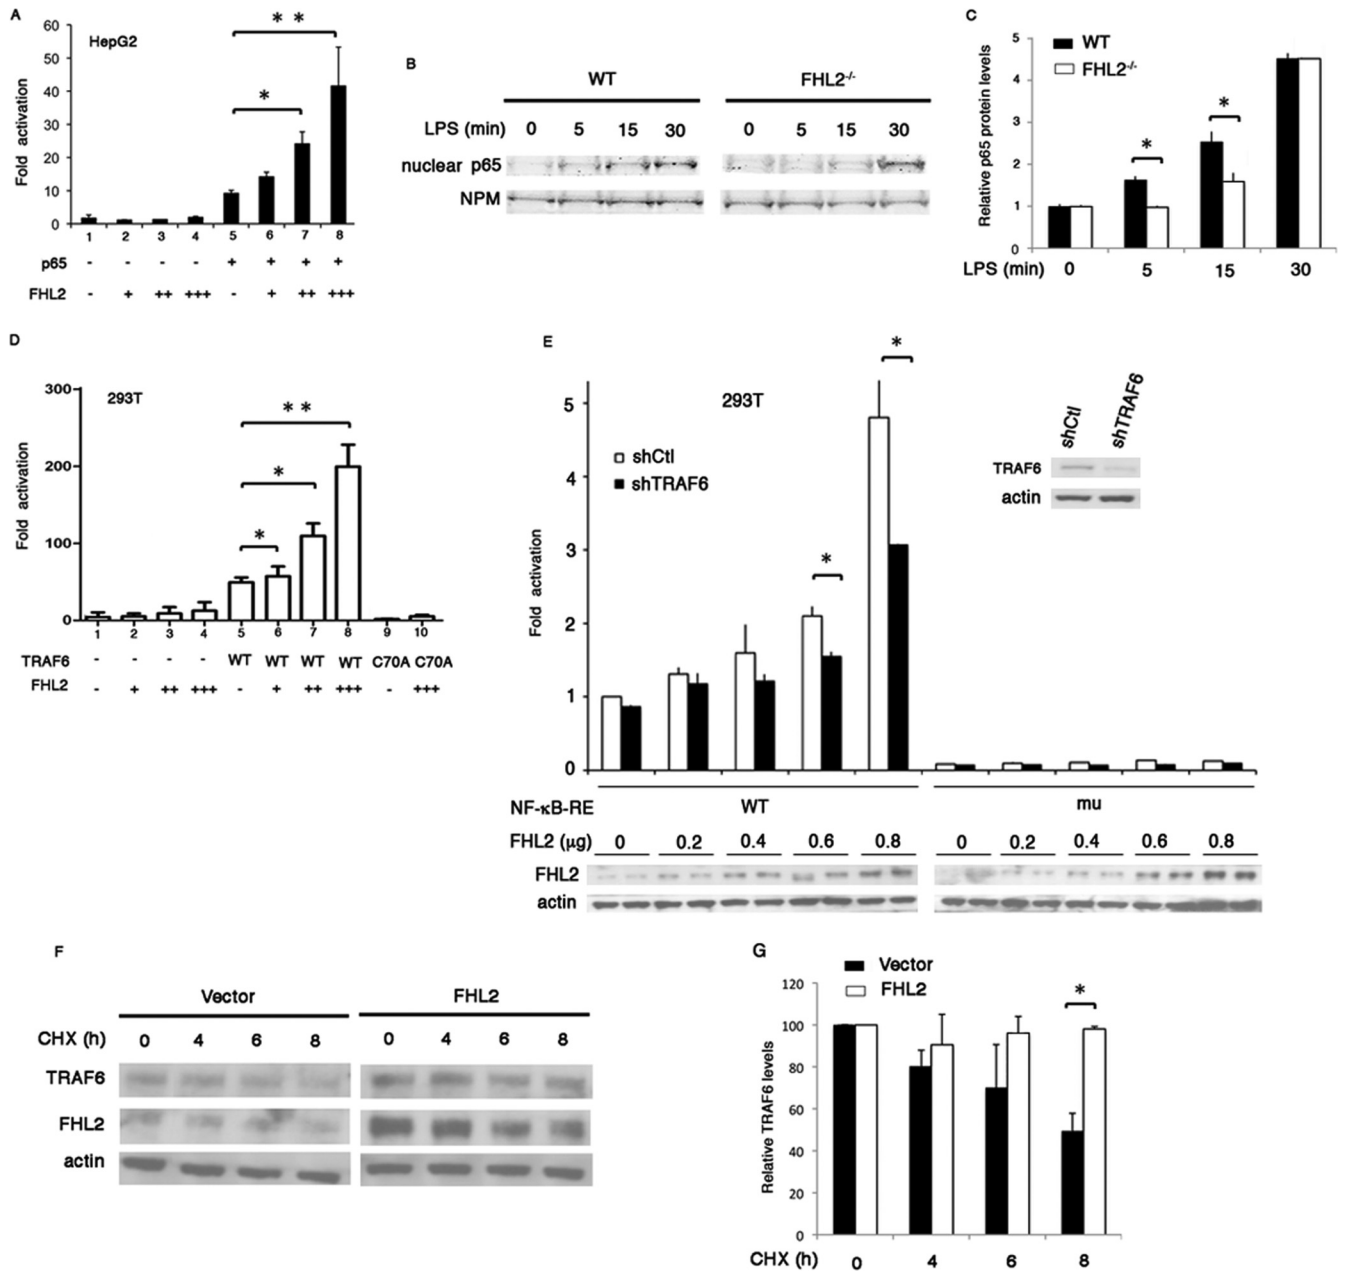 A
HepG2
Fold activation
60
50
40
30
20
10
0
* *
*
1 2 3 4 5 6 7 8
p65 - - - - + + + +
FHL2 - + ++ +++ - + ++ +++
B
WT FHL2-/-
LPS (min) 0 5 15 30 0 5 15 30
nuclear p65
NPM
C
WT
FHL2-/-
Relative p65 protein levels
5
4
3
2
1
0
* *
LPS (min) 0 5 15 30
D
293T
Fold activation
300
200
100
0
* *
*
*
1 2 3 4 5 6 7 8 9 10
TRAF6 - - - - WT WT WT WT C70A C70A
FHL2 - + ++ +++ - + ++ +++ - +++
E
293T
shCtl
shTRAF6
Fold activation
5
4
3
2
1
0
*
*
shCtl shTRAF6
TRAF6
actin
NF-κB-RE WT mu
FHL2 (μg) 0 0.2 0.4 0.6 0.8 0 0.2 0.4 0.6 0.8
FHL2
actin
F
Vector FHL2
CHX (h) 0 4 6 8 0 4 6 8
TRAF6
FHL2
actin
G
Vector
FHL2
Relative TRAF6 levels
120
100
80
60
40
20
0
*
CHX (h) 0 4 6 8